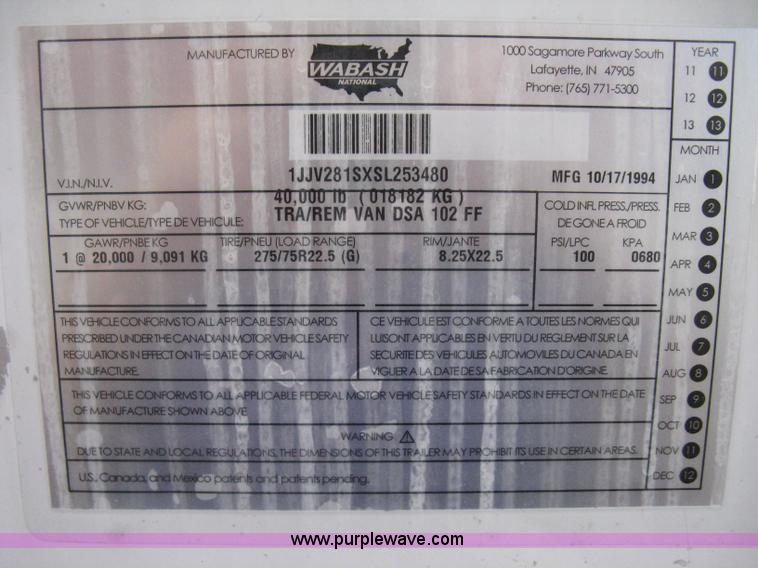 MANUFACTURED BY
WABASH
NATIONAL
1000 Sagamore Parkway South
Lafayette, IN 47905
Phone: (765) 771-5300
YEAR
11 11
12 12
13 13
MONTH
JAN 1
FEB 2
MAR 3
APR 4
MAY 5
JUN 6
JUL 7
AUG 8
SEP 9
OCT 10
NOV 11
DEC 12
V.I.N./N.I.V. 1JJV281SXSL253480 MFG 10/17/1994
GVWR/PNBV KG: 40,000 lb (018182 KG)
TYPE OF VEHICLE/TYPE DE VEHICULE: TRA/REM VAN DSA 102 FF
COLD INFL PRESS./PRESS.
DE GONE A FROID
GAWR/PNBE KG TIRE/PNEU (LOAD RANGE) RIM/JANTE PSI/LPC KPA
1 @ 20,000 / 9,091 KG 275/75R22.5 (G) 8.25X22.5 100 0680
THIS VEHICLE CONFORMS TO ALL APPLICABLE STANDARDS
PRESCRIBED UNDER THE CANADIAN MOTOR VEHICLE SAFETY
REGULATIONS IN EFFECT ON THE DATE OF ORIGINAL
MANUFACTURE.
CE VEHICULE EST CONFORME A TOUTES LES NORMES QUI
LUI SONT APPLICABLES EN VERTU DU REGLEMENT SUR LA
SECURITE DES VEHICULES AUTOMOVILES DU CANADA EN
VIGUER A LA DATE DE SA FABRICATION D'ORIGINE.
THIS VEHICLE CONFORMS TO ALL APPLICABLE FEDERAL MOTOR VEHICLE SAFETY STANDARDS IN EFFECT ON THE DATE
OF MANUFACTURE SHOWN ABOVE
WARNING
DUE TO STATE AND LOCAL REGULATIONS, THE DIMENSIONS OF THIS TRAILER MAY PROHIBIT ITS USE IN CERTAIN AREAS.
U.S., Canada, and Mexico patents and patents pending.
www.purplewave.com